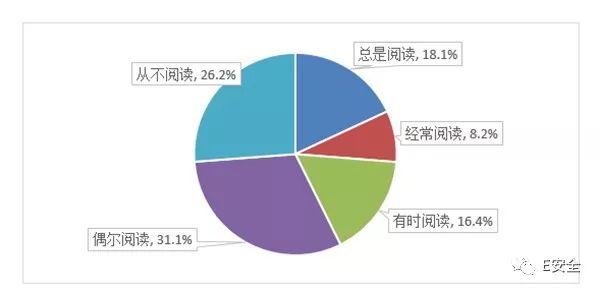 总是阅读, 18.1%
从不阅读, 26.2%
经常阅读, 8.2%
有时阅读, 16.4%
偶尔阅读, 31.1%
E安全